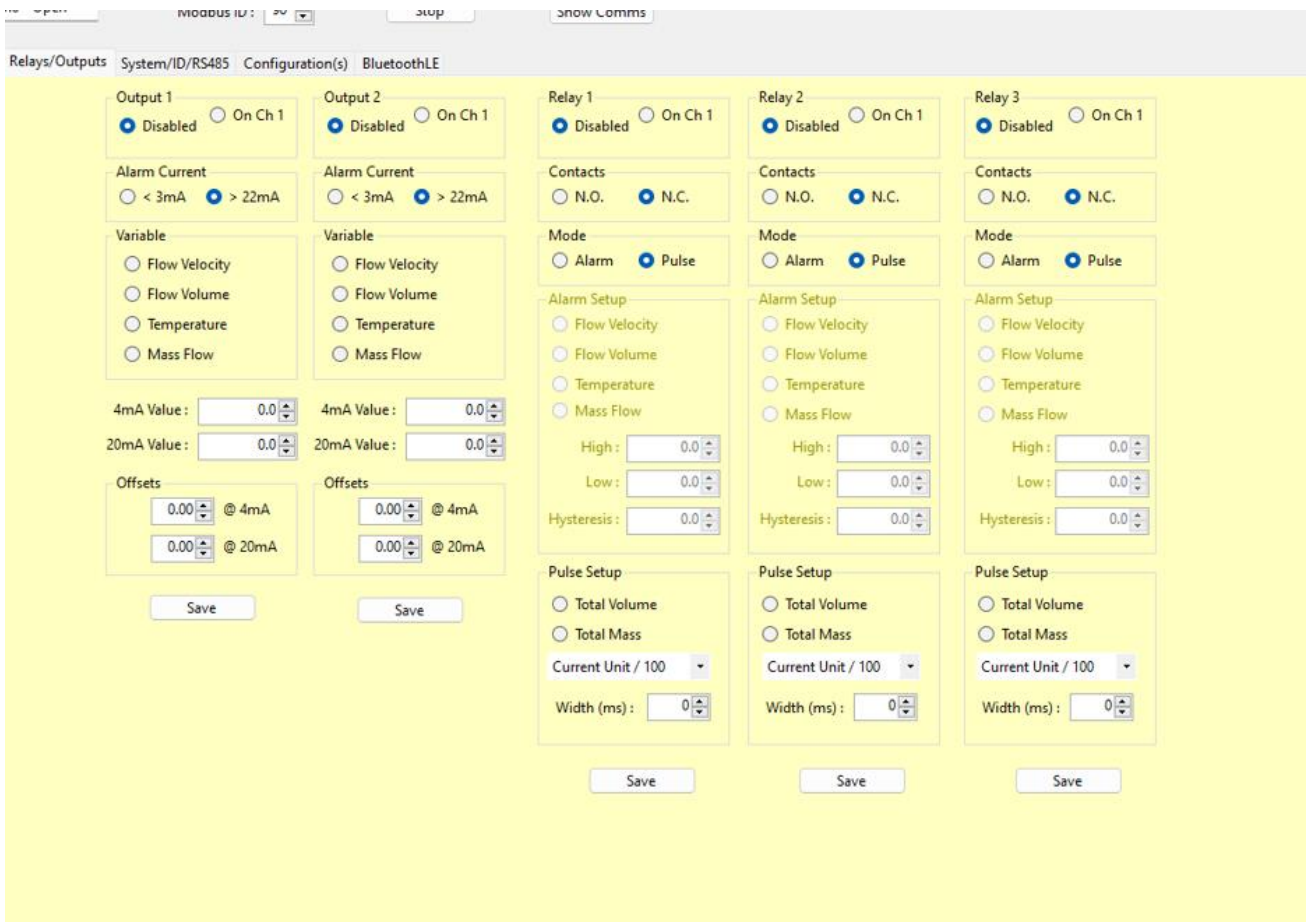 Open
Modbus ID : 90 Stop Show Comms
Relays/Outputs System/ID/RS485 Configuration(s) BluetoothLE
Output 1 Output 2 Relay 1 Relay 2 Relay 3
Disabled On Ch 1 Disabled On Ch 1 Disabled On Ch 1 Disabled On Ch 1 Disabled On Ch 1
Alarm Current Alarm Current Contacts Contacts Contacts
< 3mA > 22mA < 3mA > 22mA N.O. N.C. N.O. N.C. N.O. N.C.
Variable Variable Mode Mode Mode
Flow Velocity Flow Velocity Alarm Pulse Alarm Pulse Alarm Pulse
Flow Volume Flow Volume Alarm Setup Alarm Setup Alarm Setup
Temperature Temperature Flow Velocity Flow Velocity Flow Velocity
Mass Flow Mass Flow Flow Volume Flow Volume Flow Volume
Temperature Temperature Temperature
4mA Value : 0.0 4mA Value : 0.0 Mass Flow Mass Flow Mass Flow
20mA Value : 0.0 20mA Value : 0.0 High : 0.0 High : 0.0 High : 0.0
Offsets Offsets Low : 0.0 Low : 0.0 Low : 0.0
0.00 @ 4mA 0.00 @ 4mA Hysteresis : 0.0 Hysteresis : 0.0 Hysteresis : 0.0
0.00 @ 20mA 0.00 @ 20mA
Pulse Setup Pulse Setup Pulse Setup
Save Save Total Volume Total Volume Total Volume
Total Mass Total Mass Total Mass
Current Unit / 100 Current Unit / 100 Current Unit / 100
Width (ms) : 0 Width (ms) : 0 Width (ms) : 0
Save Save Save